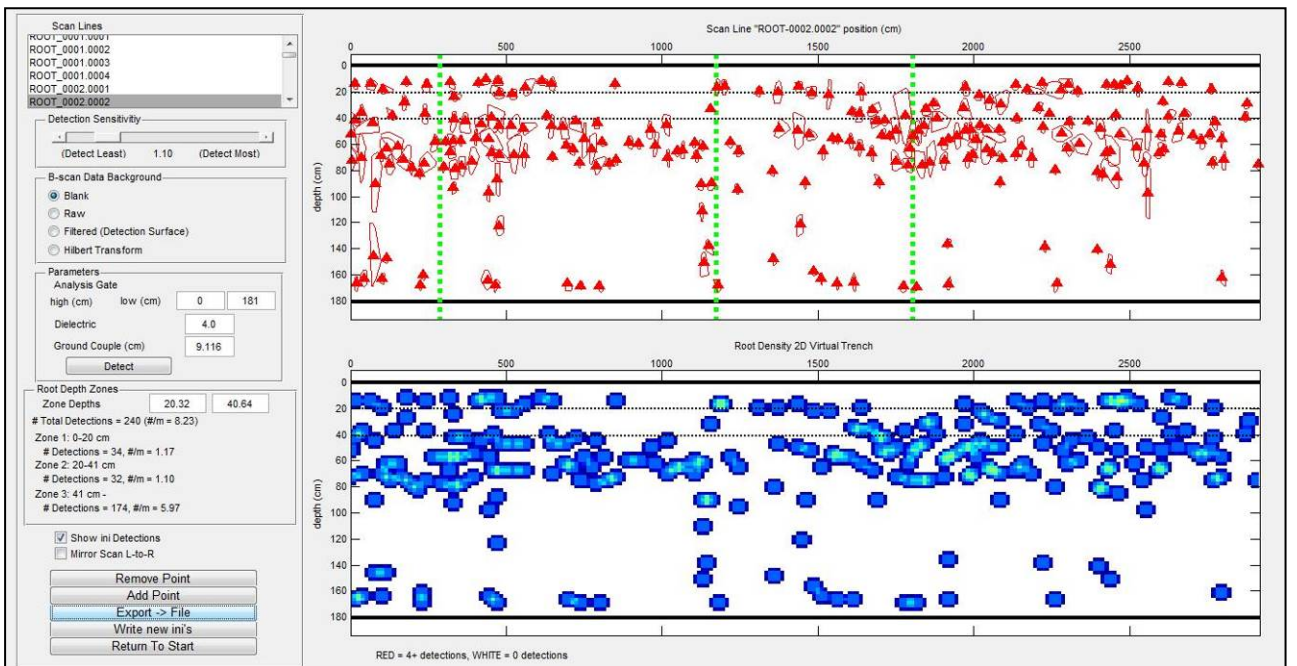 Scan Lines
ROOT_0001.0001
ROOT_0001.0002
ROOT_0001.0003
ROOT_0001.0004
ROOT_0002.0001
ROOT_0002.0002
Detection Sensitivitiy
(Detect Least) 1.10 (Detect Most)
B-scan Data Background
Blank
Raw
Filtered (Detection Surface)
Hilbert Transform
Parameters
Analysis Gate
high (cm) low (cm) 0 181
Dielectric 4.0
Ground Couple (cm) 9.116
Detect
Root Depth Zones
Zone Depths 20.32 40.64
# Total Detections = 240 (#/m = 8.23)
Zone 1: 0-20 cm
# Detections = 34, #/m = 1.17
Zone 2: 20-41 cm
# Detections = 32, #/m = 1.10
Zone 3: 41 cm -
# Detections = 174, #/m = 5.97
Show ini Detections
Mirror Scan L-to-R
Remove Point
Add Point
Export -> File
Write new ini's
Return To Start
Scan Line "ROOT-0002.0002" position (cm)
0 500 1000 1500 2000 2500
0
20
40
60
80
100
120
140
160
180
depth (cm)
Root Density 2D Virtual Trench
0 500 1000 1500 2000 2500
0
20
40
60
80
100
120
140
160
180
depth (cm)
RED = 4+ detections, WHITE = 0 detections